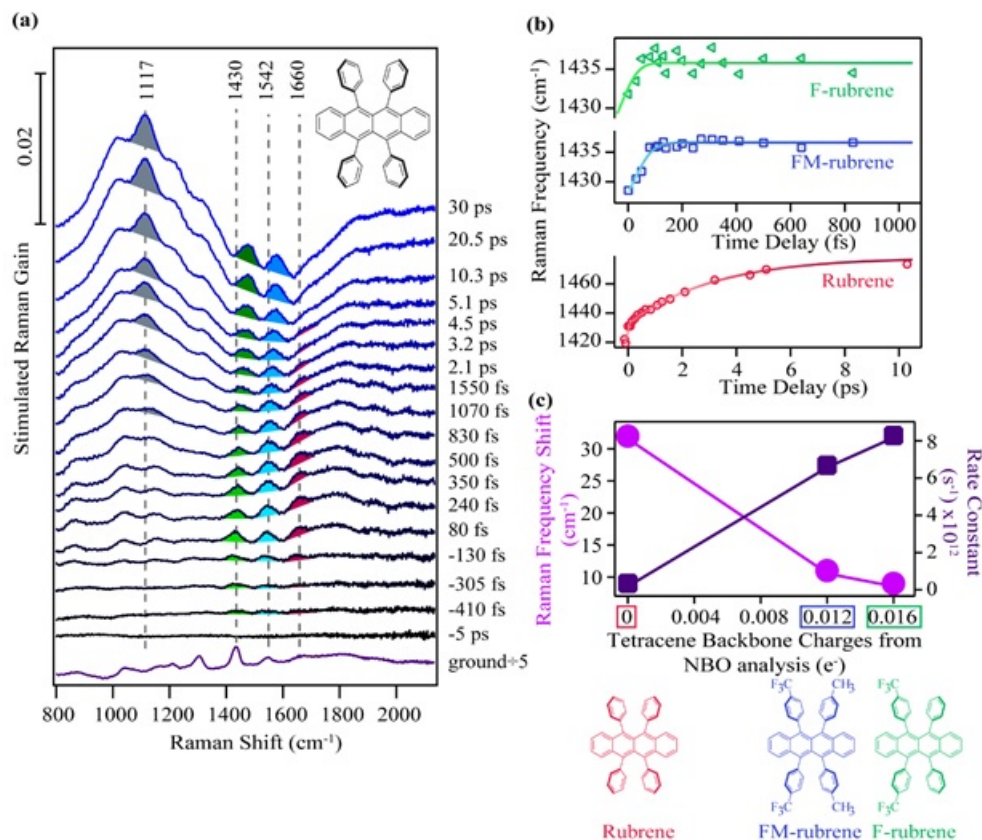 (a)
0.02
Stimulated Raman Gain
1117
1430
1542
1660
30 ps
20.5 ps
10.3 ps
5.1 ps
4.5 ps
3.2 ps
2.1 ps
1550 fs
1070 fs
830 fs
500 fs
350 fs
240 fs
80 fs
-130 fs
-305 fs
-410 fs
-5 ps
ground÷5
800 1000 1200 1400 1600 1800 2000
Raman Shift (cm⁻¹)
(b)
Raman Frequency (cm⁻¹)
1435
1430
F-rubrene
1435
1430
FM-rubrene
0 200 400 600 800 1000
Time Delay (fs)
1460
1440
1420
Rubrene
0 2 4 6 8 10
Time Delay (ps)
(c)
Raman Frequency Shift
(cm⁻¹)
30
25
20
15
10
8
6
4
2
0
Rate Constant
(s⁻¹) x10¹²
0 0.004 0.008 0.012 0.016
Tetracene Backbone Charges from
NBO analysis (e⁻)
F₃C CH₃ F₃C
F₃C CH₃ F₃C
Rubrene FM-rubrene F-rubrene